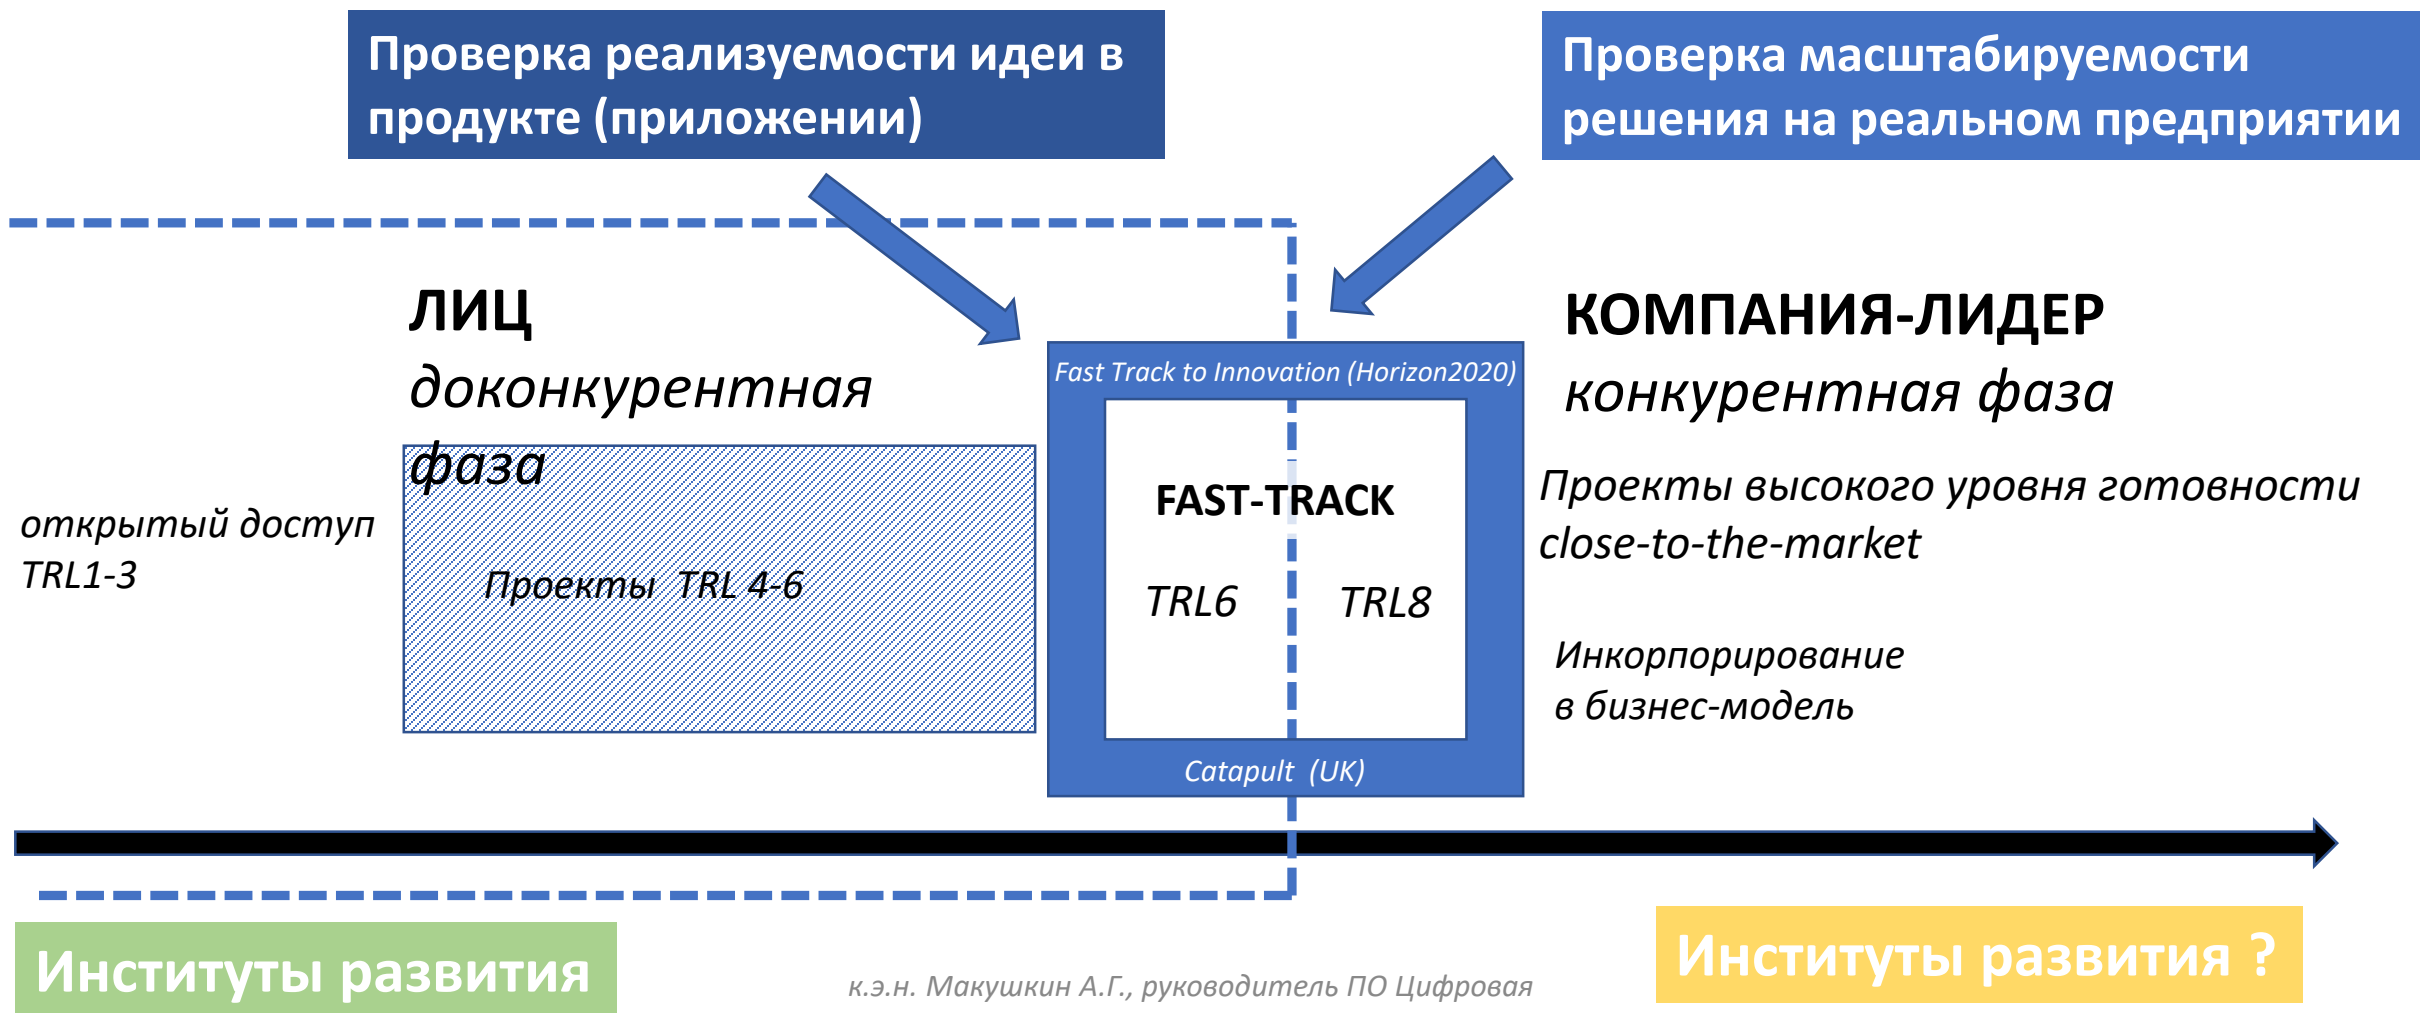 Проверка реализуемости идеи в
продукте (приложении)
Проверка масштабируемости
решения на реальном предприятии
ЛИЦ
доконкурентная
фаза
КОМПАНИЯ-ЛИДЕР
конкурентная фаза
Fast Track to Innovation (Horizon2020)
открытый доступ
TRL1-3
Проекты TRL 4-6
FAST-TRACK
TRL6
TRL8
Проекты высокого уровня готовности
close-to-the-market
Инкорпорирование
в бизнес-модель
Catapult (UK)
Институты развития
к.э.н. Макушкин А.Г., руководитель ПО Цифровая
Институты развития ?